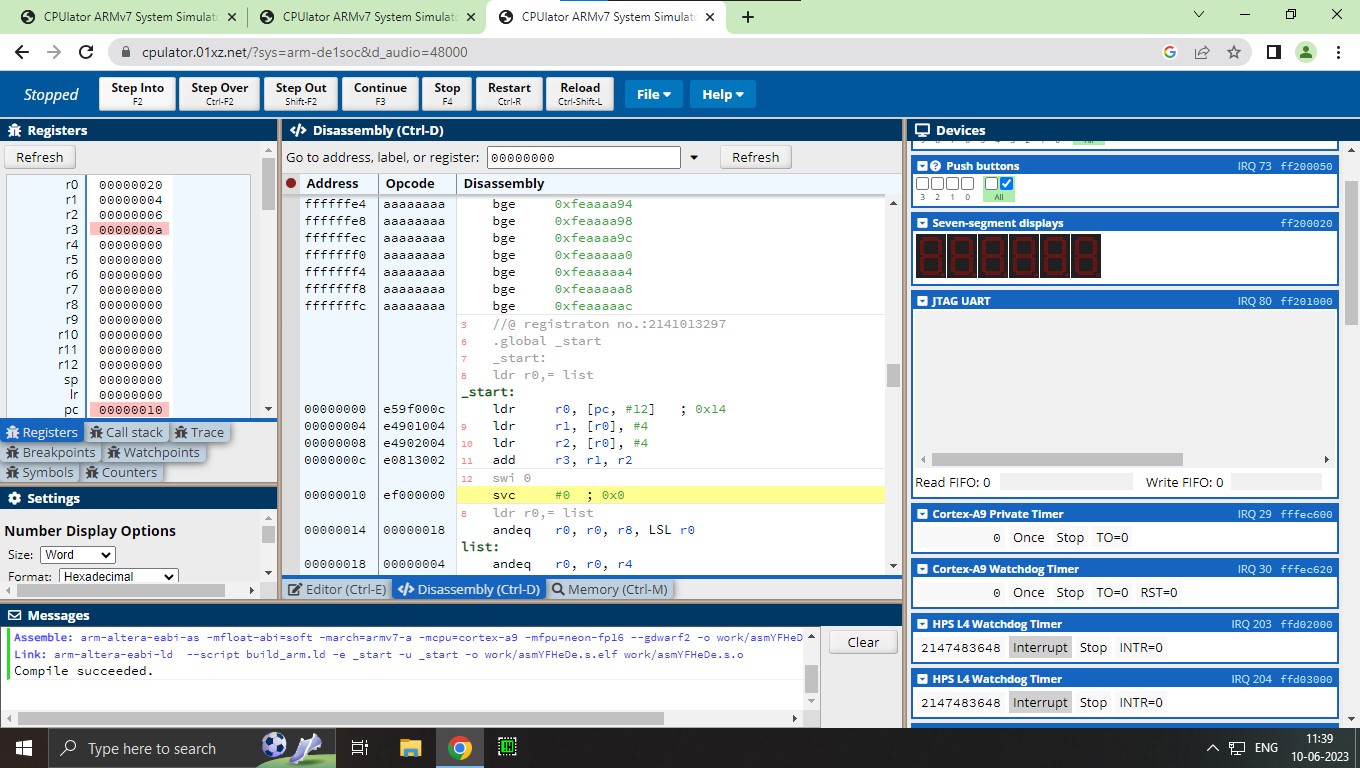 CPUlator ARMv7 System Simulat
CPUlator ARMv7 System Simulat
CPUlator ARMv7 System Simulat
cpulator.01xz.net/?sys=arm-de1soc&d_audio=48000
Stopped
Step Into F2
Step Over Ctrl-F2
Step Out Shift-F2
Continue F3
Stop F4
Restart Ctrl-R
Reload Ctrl-Shift-L
File
Help
Registers
Refresh
r0 00000020
r1 00000004
r2 00000006
r3 0000000a
r4 00000000
r5 00000000
r6 00000000
r7 00000000
r8 00000000
r9 00000000
r10 00000000
r11 00000000
r12 00000000
sp 00000000
lr 00000000
pc 00000010
Registers Call stack Trace
Breakpoints Watchpoints
Symbols Counters
Settings
Number Display Options
Size: Word
Format: Hexadecimal
Disassembly (Ctrl-D)
Go to address, label, or register: 00000000 Refresh
Address Opcode Disassembly
ffffffe4 aaaaaaaa bge 0xfeaaaa94
ffffffe8 aaaaaaaa bge 0xfeaaaa98
ffffffec aaaaaaaa bge 0xfeaaaa9c
fffffff0 aaaaaaaa bge 0xfeaaaaa0
fffffff4 aaaaaaaa bge 0xfeaaaaa4
fffffff8 aaaaaaaa bge 0xfeaaaaa8
fffffffc aaaaaaaa bge 0xfeaaaaac
3 //@ registraton no.:2141013297
6 .global _start
7 _start:
8 ldr r0,= list
_start:
00000000 e59f000c ldr r0, [pc, #12] ; 0x14
00000004 e4901004 9 ldr r1, [r0], #4
00000008 e4902004 10 ldr r2, [r0], #4
0000000c e0813002 11 add r3, r1, r2
12 swi 0
00000010 ef000000 svc #0 ; 0x0
8 ldr r0,= list
00000014 00000018 andeq r0, r0, r8, LSL r0
list:
00000018 00000004 andeq r0, r0, r4
Editor (Ctrl-E) Disassembly (Ctrl-D) Memory (Ctrl-M)
Messages
Assemble: arm-altera-eabi-as -mfloat-abi=soft -march=armv7-a -mcpu=cortex-a9 -mfpu=neon-fp16 --gdwarf2 -o work/asmYFHeD
Link: arm-altera-eabi-ld --script build_arm.ld -e _start -u _start -o work/asmYFHeDe.s.elf work/asmYFHeDe.s.o
Compile succeeded.
Clear
Devices
Push buttons IRQ 73 ff200050
3 2 1 0 All
Seven-segment displays ff200020
JTAG UART IRQ 80 ff201000
Read FIFO: 0 Write FIFO: 0
Cortex-A9 Private Timer IRQ 29 fffec600
0 Once Stop TO=0
Cortex-A9 Watchdog Timer IRQ 30 fffec620
0 Once Stop TO=0 RST=0
HPS L4 Watchdog Timer IRQ 203 ffd02000
2147483648 Interrupt Stop INTR=0
HPS L4 Watchdog Timer IRQ 204 ffd03000
2147483648 Interrupt Stop INTR=0
Type here to search
ENG
11:39
10-06-2023